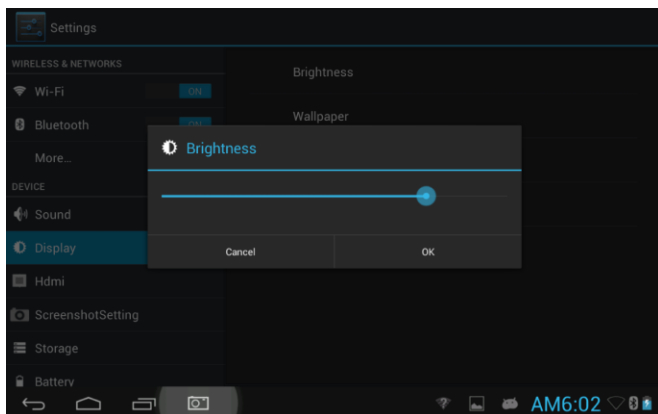 Settings
WIRELESS & NETWORKS
Wi-Fi ON
Bluetooth ON
More...
DEVICE
Sound
Display
Hdmi
ScreenshotSetting
Storage
Battery
Brightness
Wallpaper
Brightness
Cancel OK
AM6:02